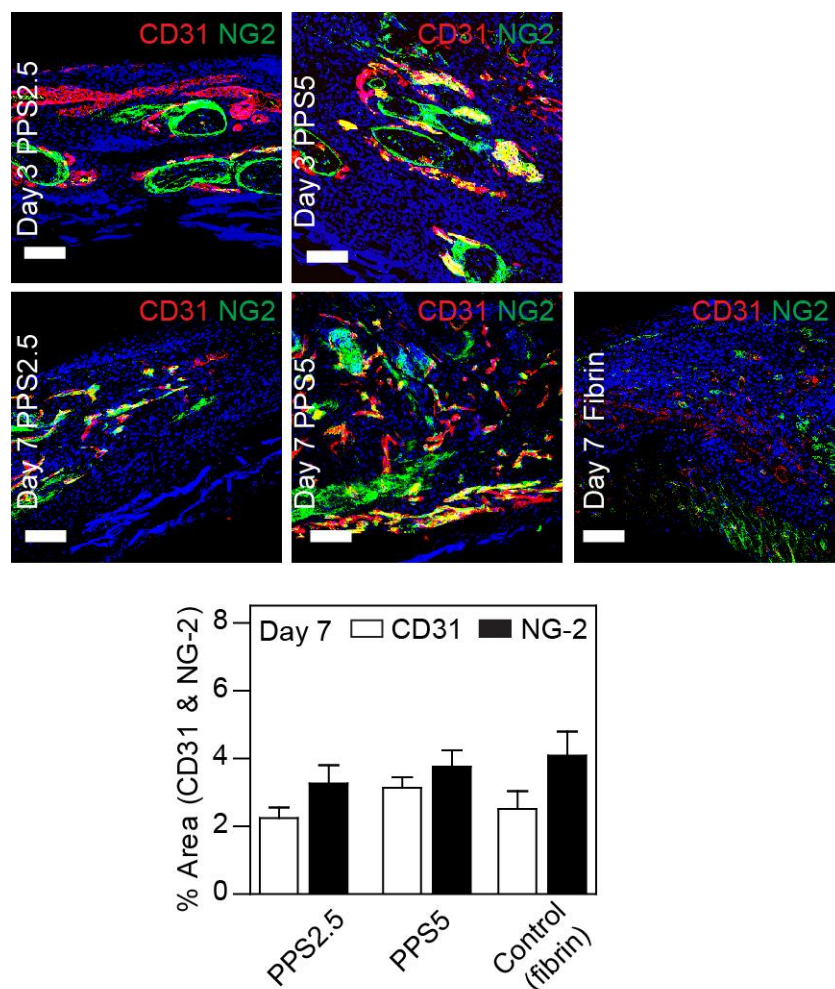 CD31 NG2
Day 3 PPS2.5
CD31 NG2
Day 3 PPS5
CD31 NG2
Day 7 PPS2.5
CD31 NG2
Day 7 PPS5
CD31 NG2
Day 7 Fibrin
% Area (CD31 & NG-2)
8
6
4
2
0
Day 7 CD31 NG-2
PPS2.5
PPS5
Control
(fibrin)